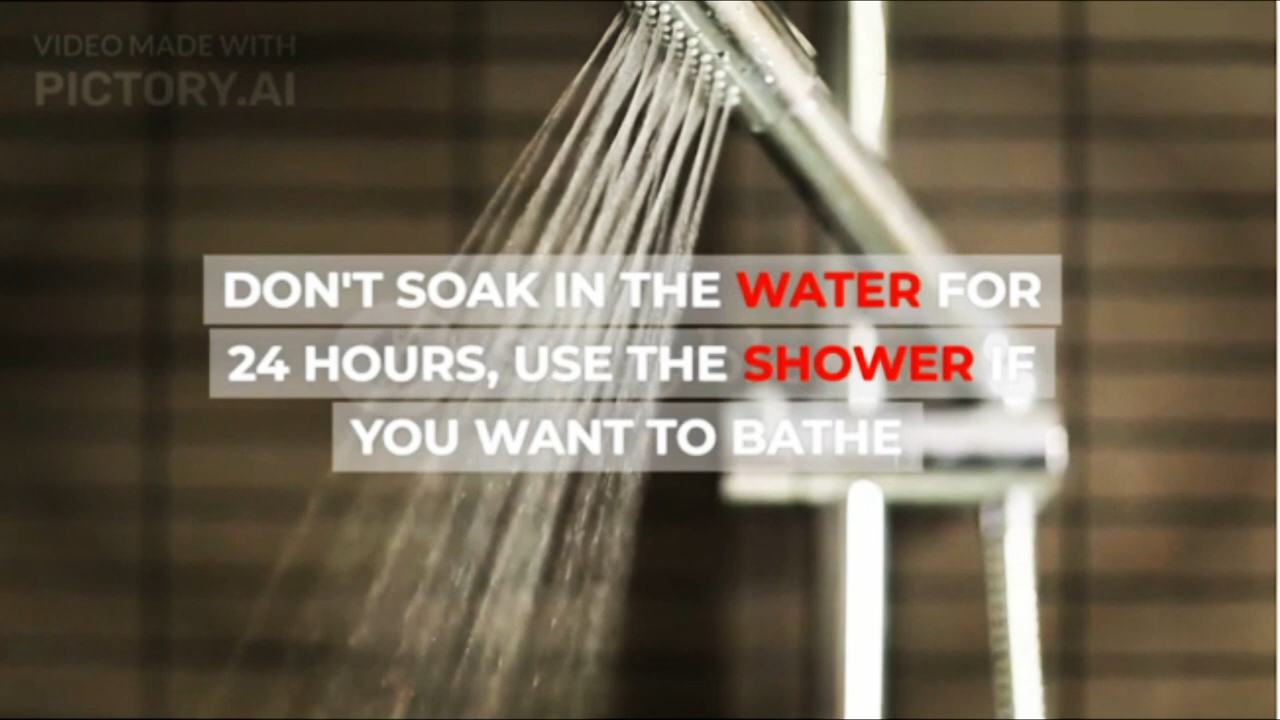 VIDEO MADE WITH
PICTORY.AI
DON'T SOAK IN THE WATER FOR
24 HOURS, USE THE SHOWER IF
YOU WANT TO BATHE